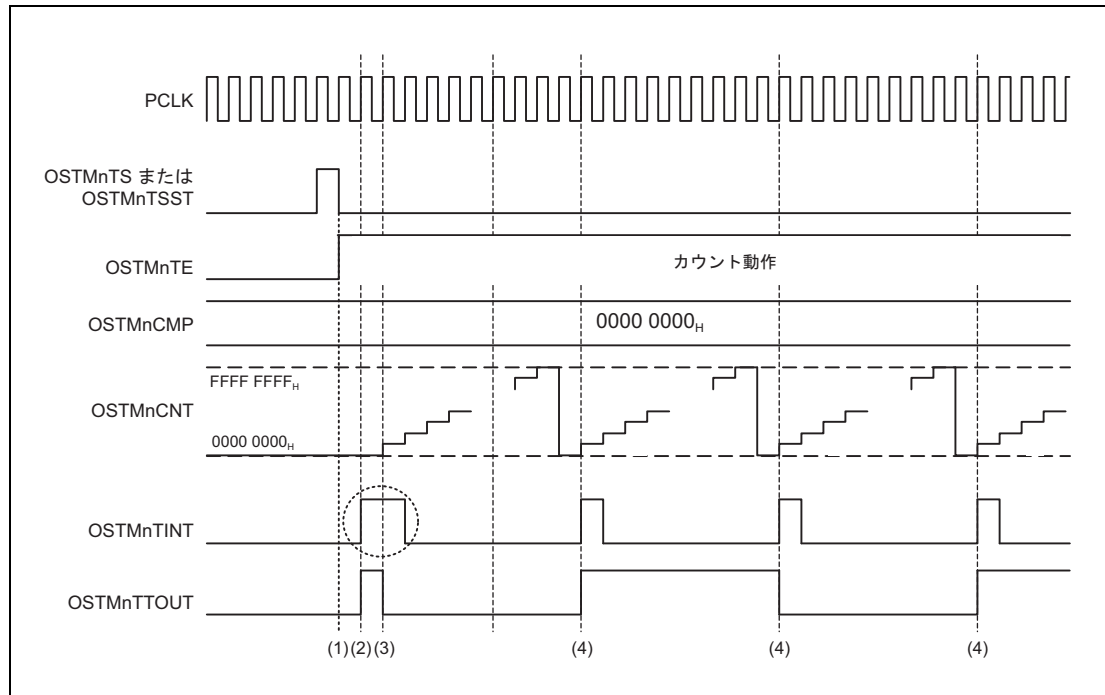 PCLK
OSTMnTS または
OSTMnTSST
OSTMnTE
カウント動作
OSTMnCMP
0000 0000H
FFFF FFFFH
OSTMnCNT
0000 0000H
OSTMnTINT
OSTMnTTOUT
(1) (2) (3) (4) (4) (4)